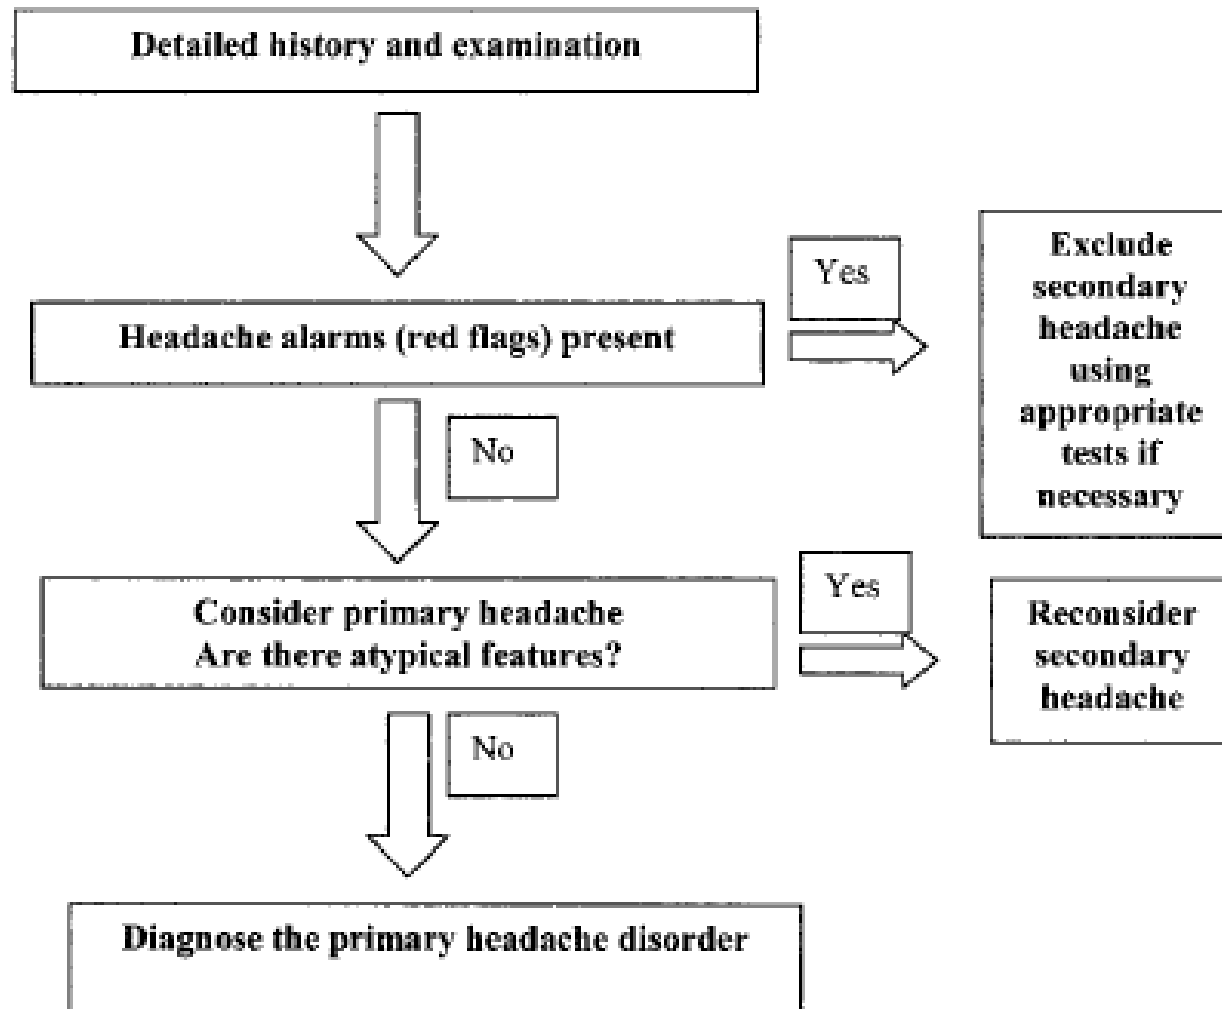 Detailed history and examination
Yes
Exclude
secondary
headache
using
appropriate
tests if
necessary
Headache alarms (red flags) present
No
Yes
Consider primary headache
Are there atypical features?
Reconsider
secondary
headache
No
Diagnose the primary headache disorder